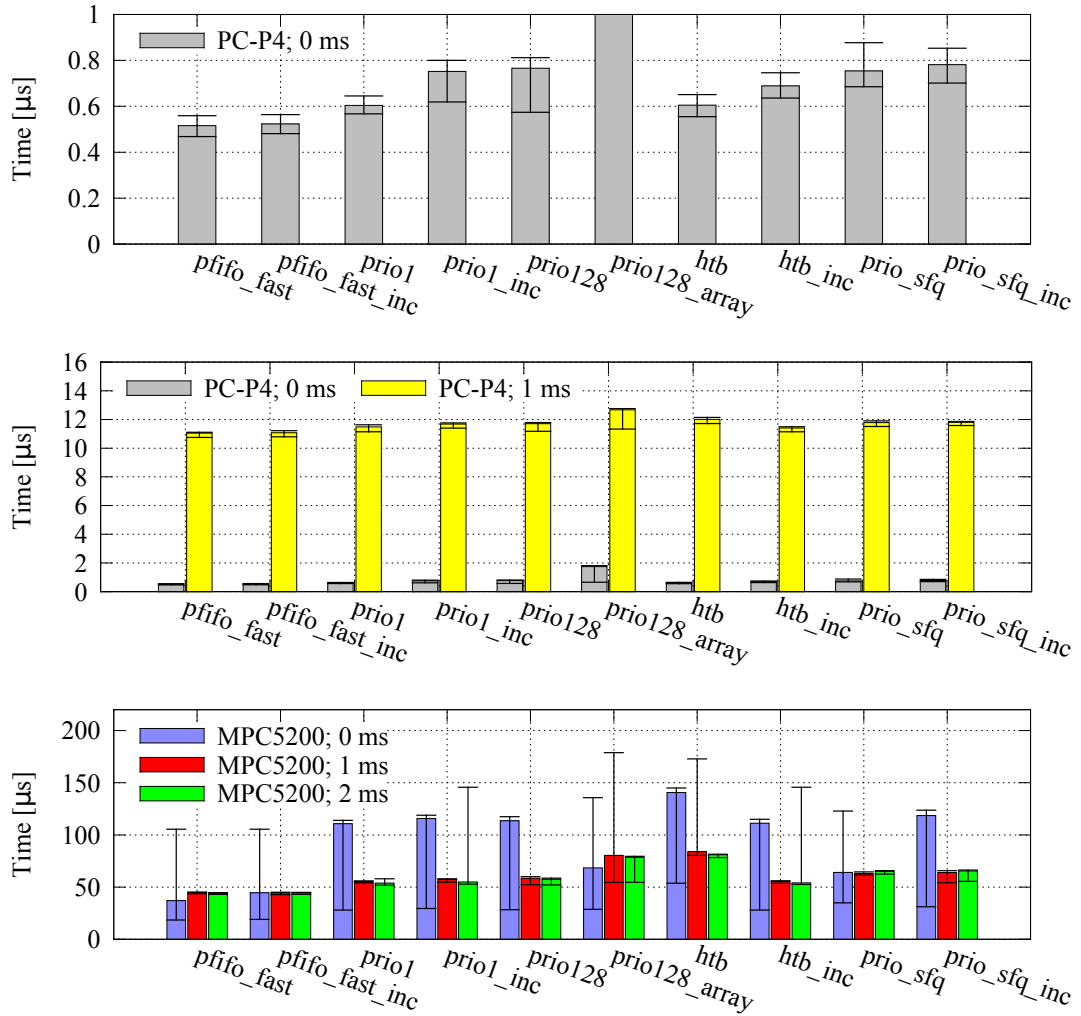 1
PC-P4; 0 ms
0.8
0.6
0.4
0.2
0
Time [µs]
pfifo_fast
pfifo_fast_inc
prio1
prio1_inc
prio128
prio128_array
htb
htb_inc
prio_sfq
prio_sfq_inc
16
14
12
10
8
6
4
2
0
Time [µs]
PC-P4; 0 ms PC-P4; 1 ms
pfifo_fast
pfifo_fast_inc
prio1
prio1_inc
prio128
prio128_array
htb
htb_inc
prio_sfq
prio_sfq_inc
200
150
100
50
0
Time [µs]
MPC5200; 0 ms
MPC5200; 1 ms
MPC5200; 2 ms
pfifo_fast
pfifo_fast_inc
prio1
prio1_inc
prio128
prio128_array
htb
htb_inc
prio_sfq
prio_sfq_inc